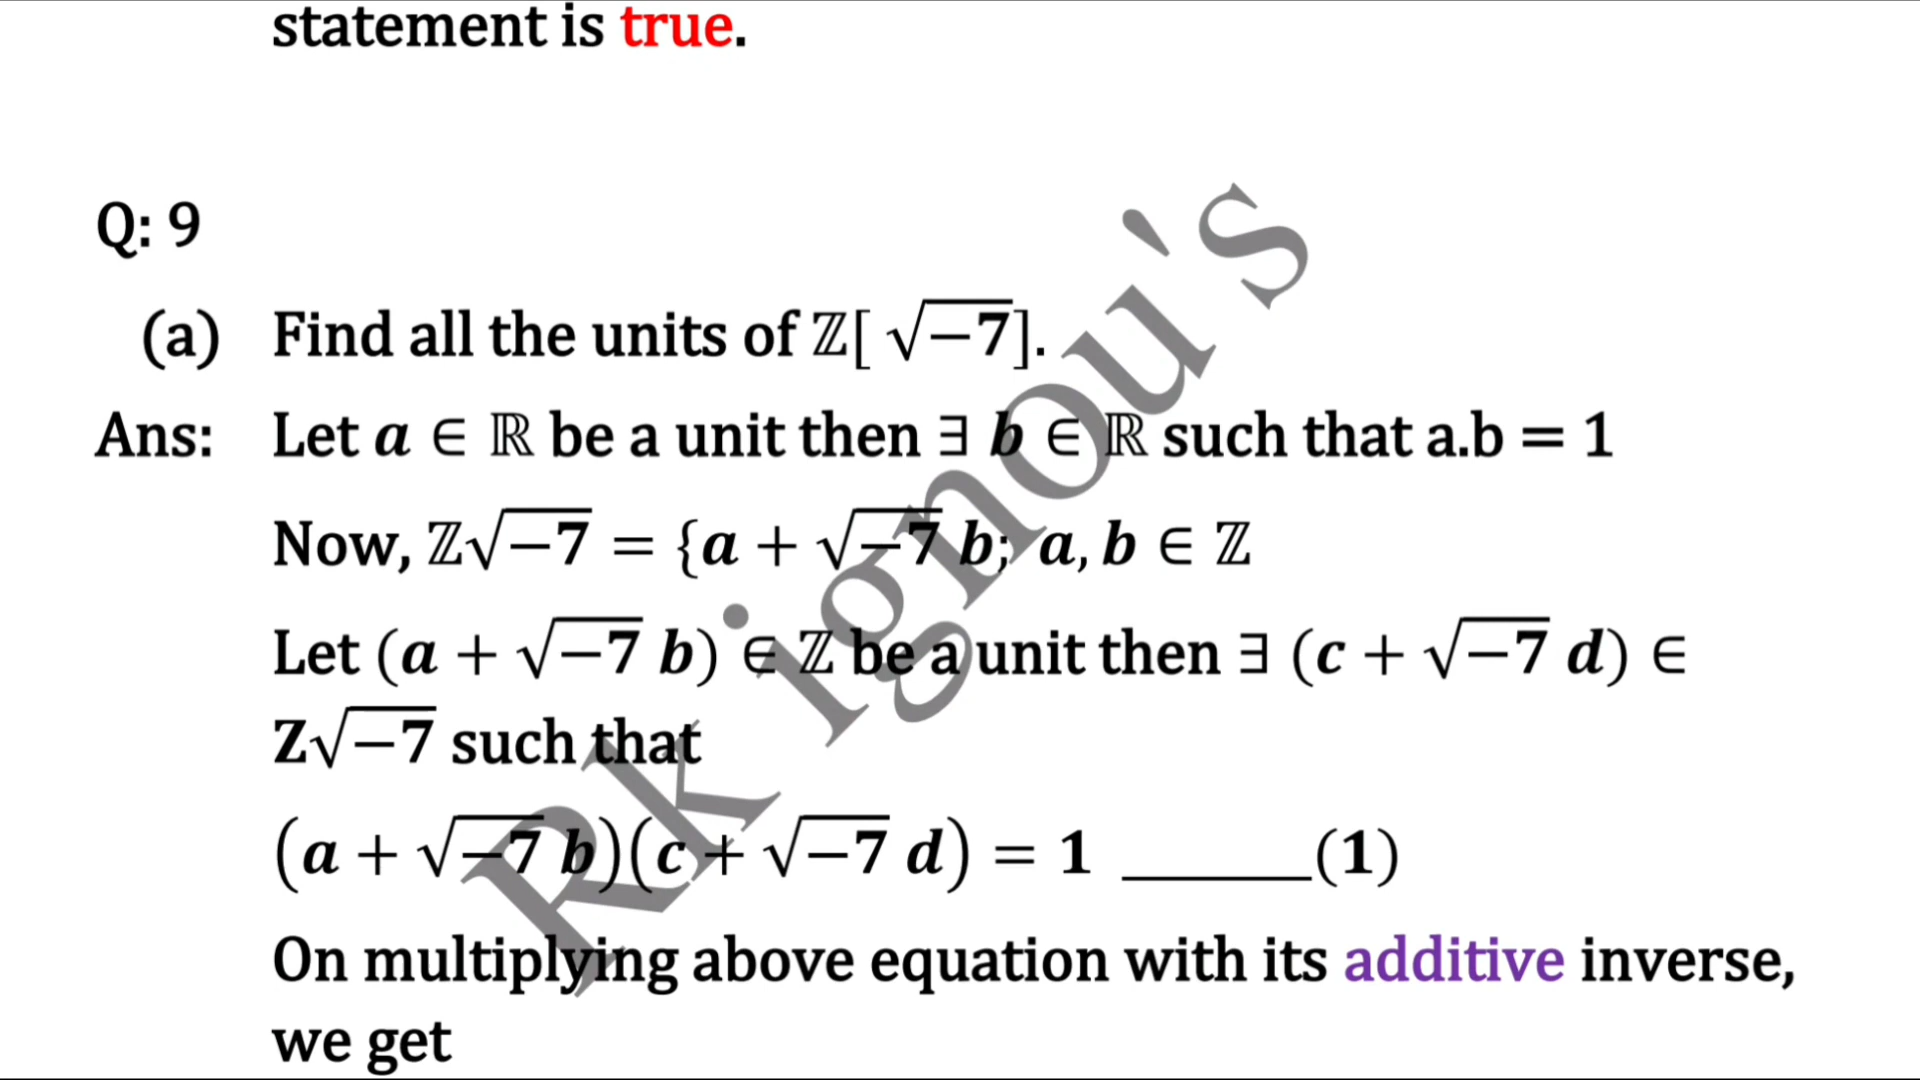 statement is true.
Q: 9
(a) Find all the units of ℤ[ √−7].
Ans: Let a ∈ ℝ be a unit then ∃ b ∈ ℝ such that a.b = 1
Now, ℤ√−7 = {a + √−7 b; a, b ∈ ℤ
Let (a + √−7 b) ∈ ℤ be a unit then ∃ (c + √−7 d) ∈
Z√−7 such that
(a + √−7 b)(c + √−7 d) = 1 ______(1)
On multiplying above equation with its additive inverse,
we get
Rk ignou's